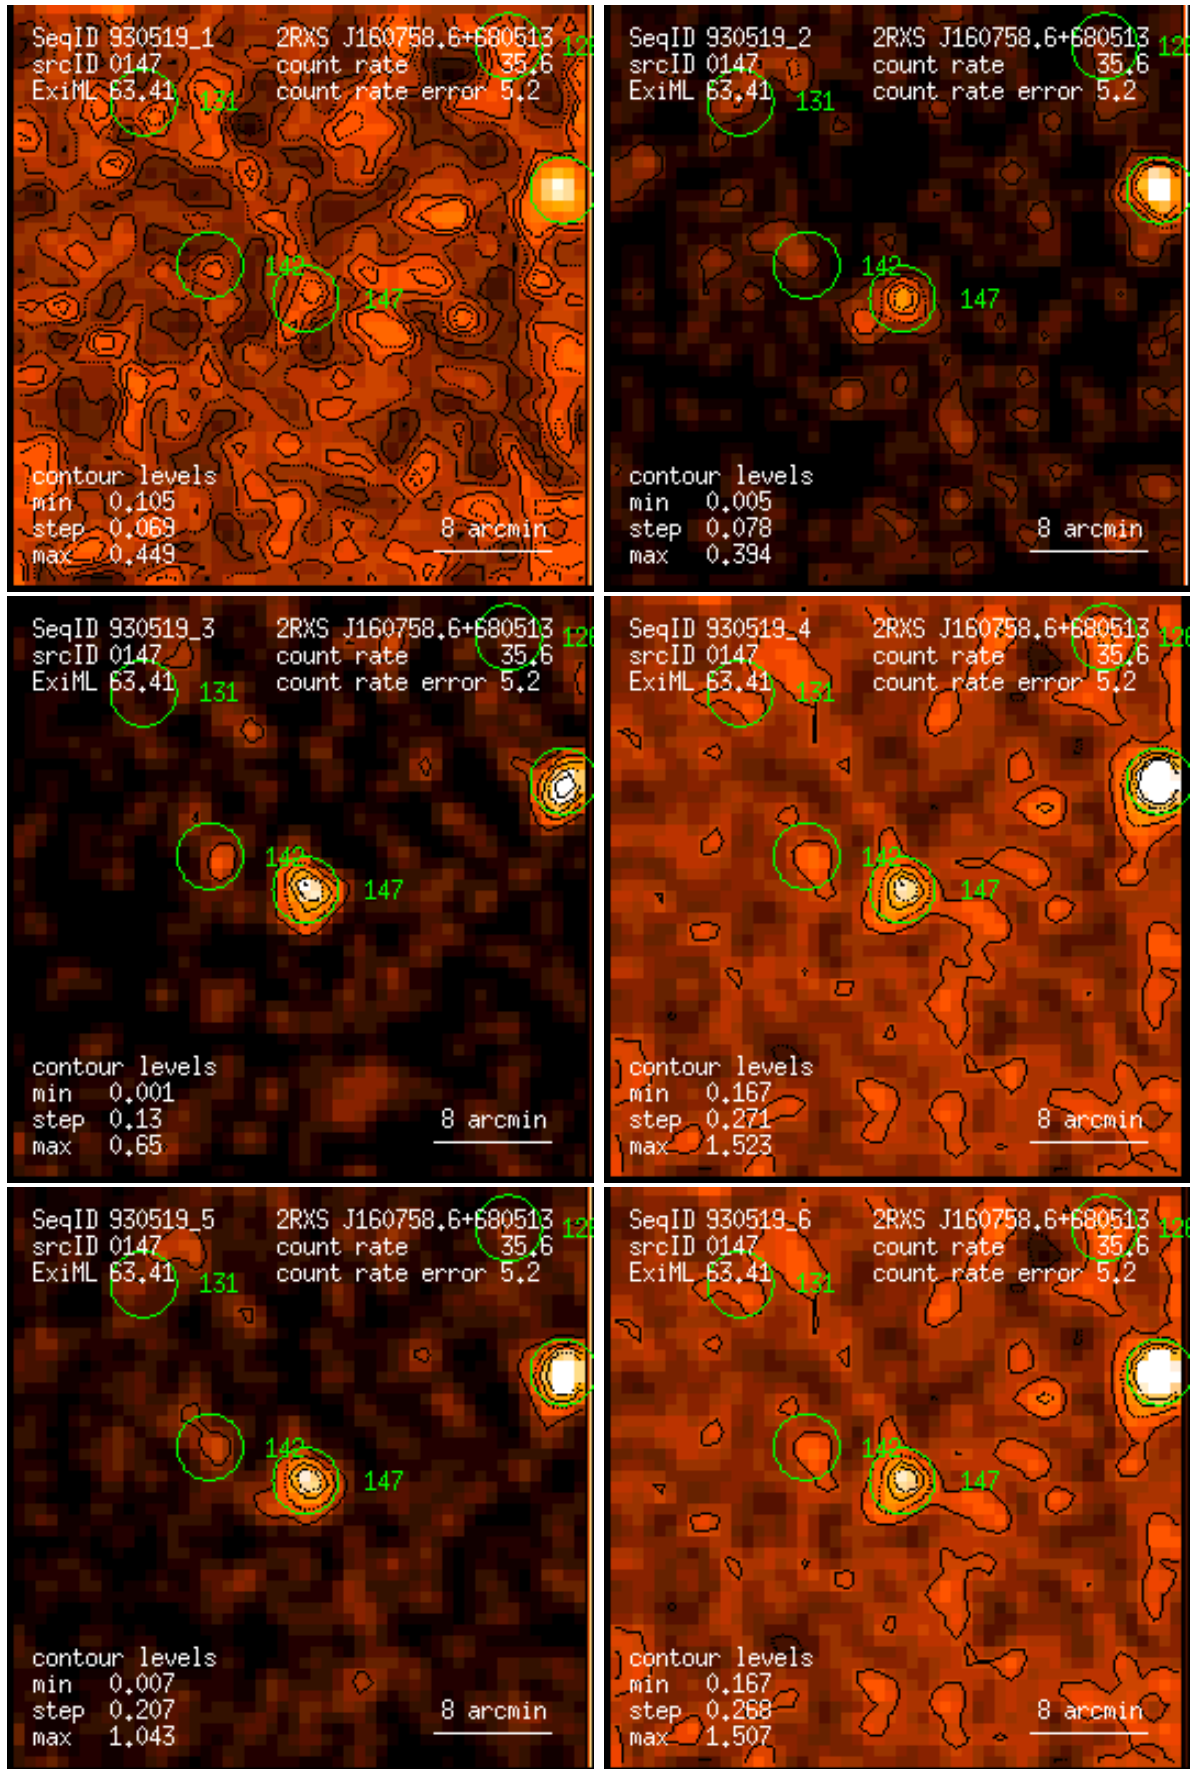 SeqID 930519_1 2RXS J160758.6+680513
srcID 0147 count rate 35.6
ExiML 63.41 count rate error 5.2
131
142
147
contour levels
min 0.105
step 0.069 8 arcmin
max 0.449
SeqID 930519_2 2RXS J160758.6+680513
srcID 0147 count rate 35.6
ExiML 63.41 count rate error 5.2
131
142
147
contour levels
min 0.005
step 0.078 8 arcmin
max 0.394
SeqID 930519_3 2RXS J160758.6+680513
srcID 0147 count rate 35.6
ExiML 63.41 count rate error 5.2
131
142
147
contour levels
min 0.001
step 0.13 8 arcmin
max 0.65
SeqID 930519_4 2RXS J160758.6+680513
srcID 0147 count rate 35.6
ExiML 63.41 count rate error 5.2
131
142
147
contour levels
min 0.167
step 0.271 8 arcmin
max 1.523
SeqID 930519_5 2RXS J160758.6+680513
srcID 0147 count rate 35.6
ExiML 63.41 count rate error 5.2
131
142
147
contour levels
min 0.007
step 0.207 8 arcmin
max 1.043
SeqID 930519_6 2RXS J160758.6+680513
srcID 0147 count rate 35.6
ExiML 63.41 count rate error 5.2
131
142
147
contour levels
min 0.167
step 0.268 8 arcmin
max 1.507